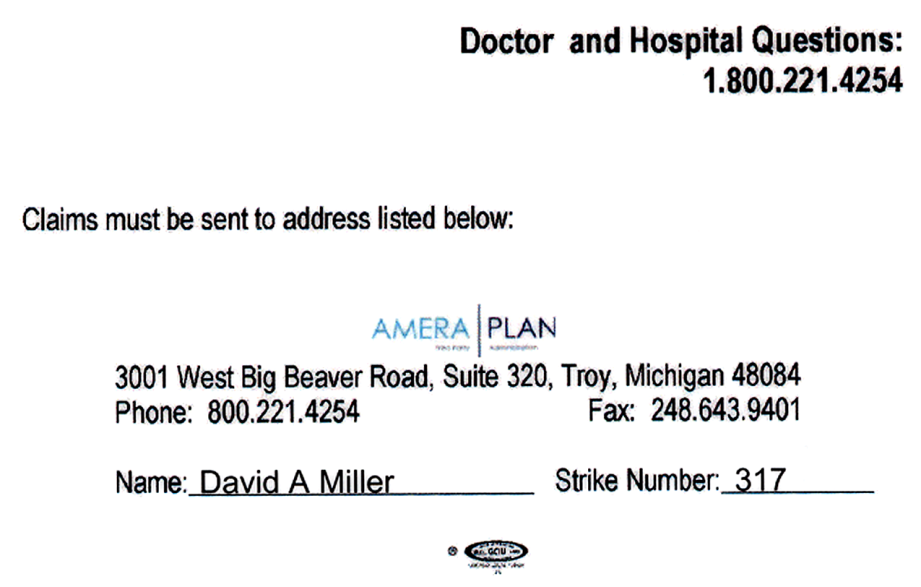 Doctor and Hospital Questions:
1.800.221.4254
Claims must be sent to address listed below:
AMERA PLAN
Third Party Administration
3001 West Big Beaver Road, Suite 320, Troy, Michigan 48084
Phone: 800.221.4254 Fax: 248.643.9401
Name: David A Miller Strike Number: 317
®